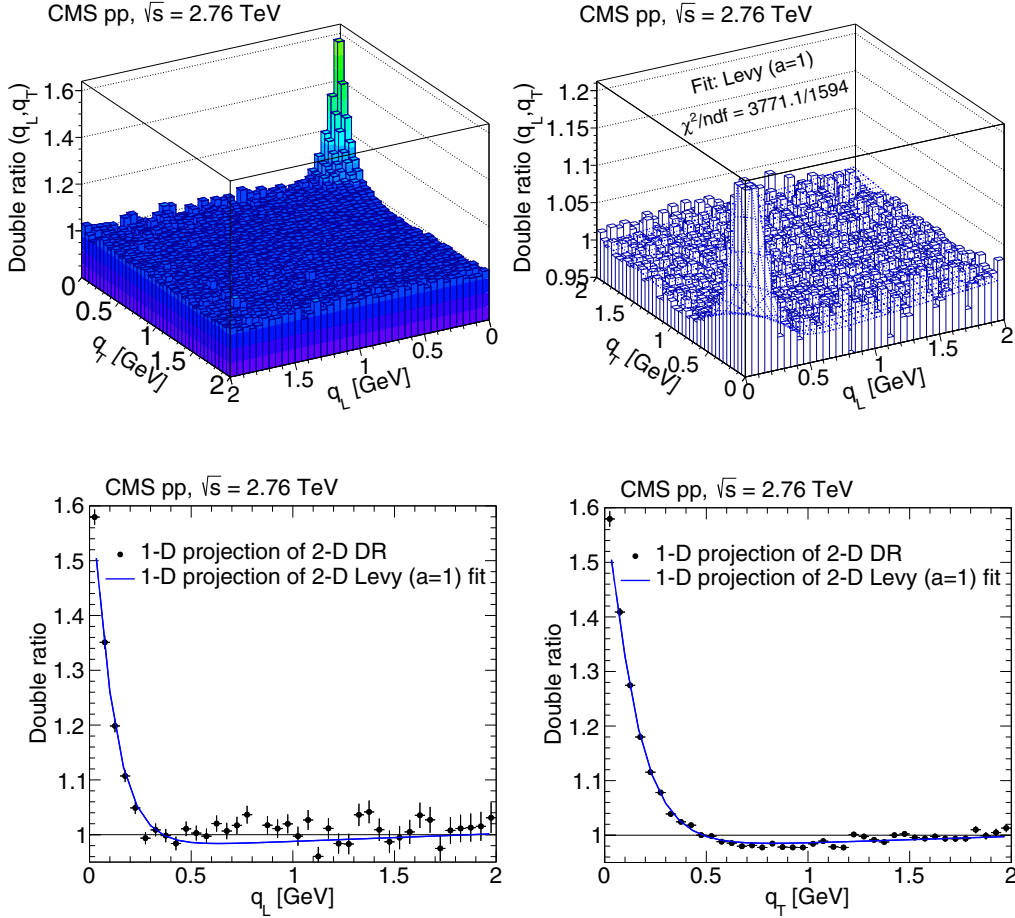 CMS pp, √s = 2.76 TeV
Double ratio (q_L,q_T)
1.6
1.4
1.2
1
0
0.5
1
1.5
2
q_T [GeV]
2
1.5
1
0.5
0
q_L [GeV]
CMS pp, √s = 2.76 TeV
Fit: Levy (a=1)
χ²/ndf = 3771.1/1594
Double ratio (q_L,q_T)
1.2
1.15
1.1
1.05
1
0.95
2
1.5
1
0.5
0
q_T [GeV]
0
0.5
1
1.5
2
q_L [GeV]
CMS pp, √s = 2.76 TeV
1-D projection of 2-D DR
1-D projection of 2-D Levy (a=1) fit
Double ratio
1.6
1.5
1.4
1.3
1.2
1.1
1
0 0.5 1 1.5 2
q_L [GeV]
CMS pp, √s = 2.76 TeV
1-D projection of 2-D DR
1-D projection of 2-D Levy (a=1) fit
Double ratio
1.6
1.5
1.4
1.3
1.2
1.1
1
0 0.5 1 1.5 2
q_T [GeV]